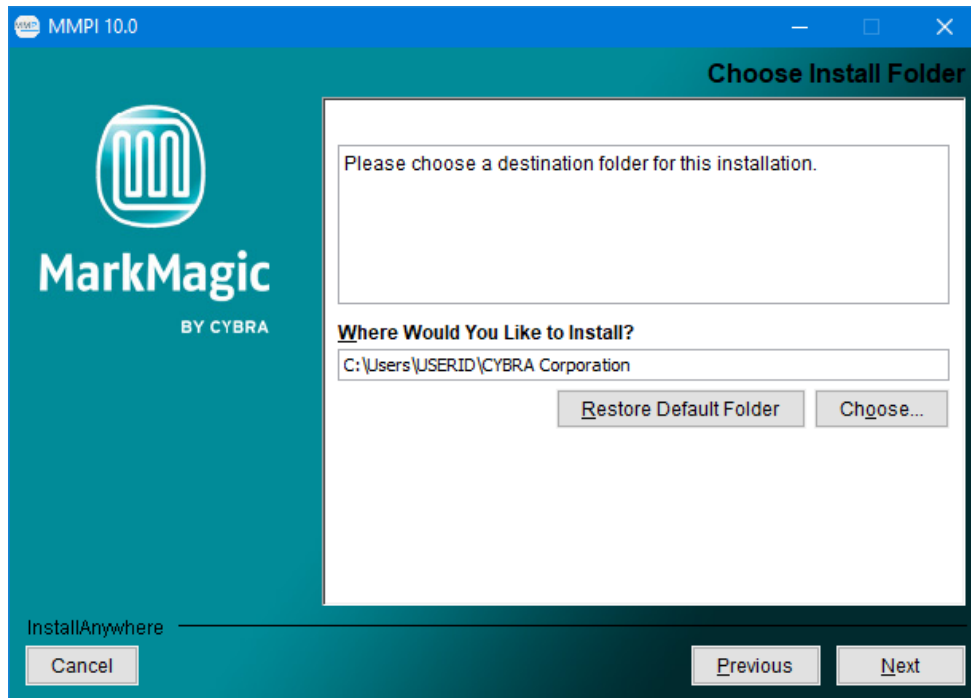 MMPI 10.0
Choose Install Folder
MarkMagic
BY CYBRA
Please choose a destination folder for this installation.
Where Would You Like to Install?
C:\Users\USERID\CYBRA Corporation
Restore Default Folder
Choose...
InstallAnywhere
Cancel
Previous
Next